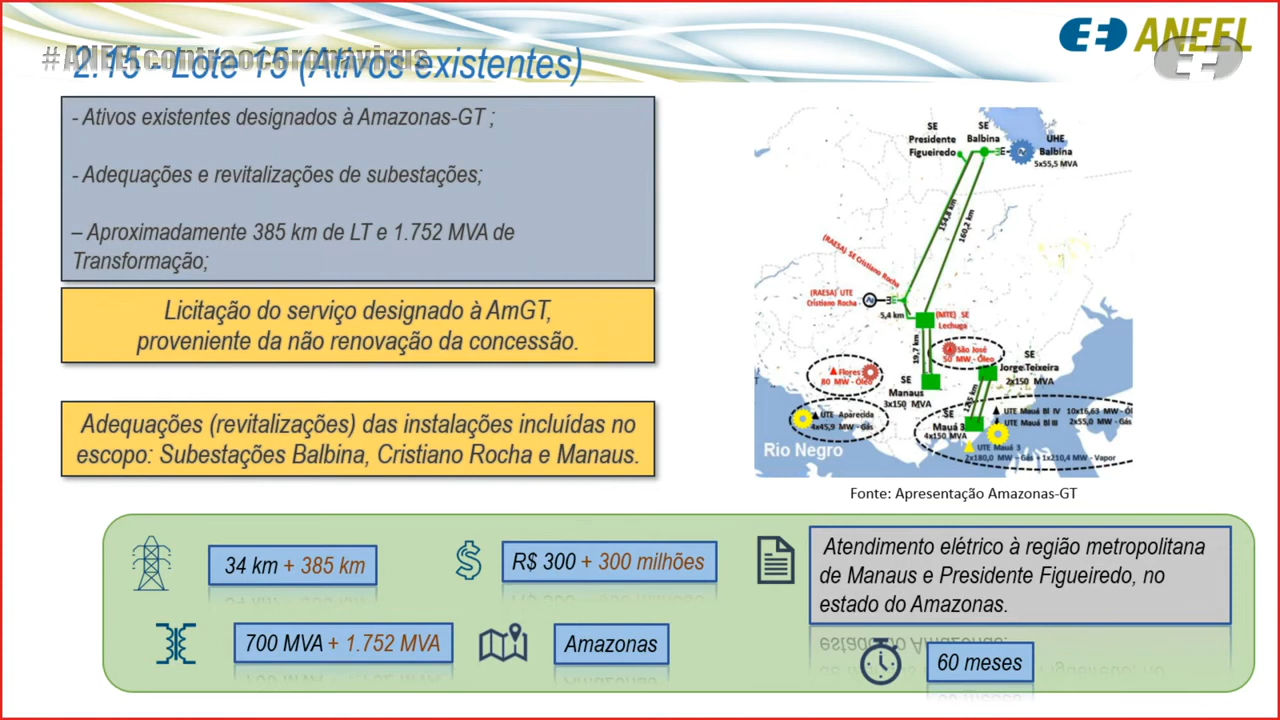 #ANEELcontraocoronavirus
2.15 - Lote 15 (Ativos existentes)
ANEEL
- Ativos existentes designados à Amazonas-GT ;
- Adequações e revitalizações de subestações;
– Aproximadamente 385 km de LT e 1.752 MVA de
Transformação;
Licitação do serviço designado à AmGT,
proveniente da não renovação da concessão.
Adequações (revitalizações) das instalações incluídas no
escopo: Subestações Balbina, Cristiano Rocha e Manaus.
SE
Presidente
Figueiredo
SE
Balbina
UHE
Balbina
5x55,5 MVA
154,8 km
160,2 km
(RAESA) SE Cristiano Rocha
(RAESA) UTE
Cristiano Rocha
5,4 km
(MTE) SE
Lechuga
19,7 km
São José
50 MW - Óleo
Flores
80 MW - Óleo
SE
Manaus
3x150 MVA
SE
Jorge Teixeira
2x150 MVA
UTE Aparecida
4x45,9 MW - Gás
SE
Mauá 3
4x150 MVA
UTE Mauá Bl IV 10x16,63 MW - Ól
UTE Mauá Bl III 2x55,0 MW - Gás
UTE Mauá 3
2x180,0 MW - Gás + 1x210,4 MW - Vapor
Rio Negro
Fonte: Apresentação Amazonas-GT
34 km + 385 km
R$ 300 + 300 milhões
Atendimento elétrico à região metropolitana
de Manaus e Presidente Figueiredo, no
estado do Amazonas.
700 MVA + 1.752 MVA
Amazonas
60 meses